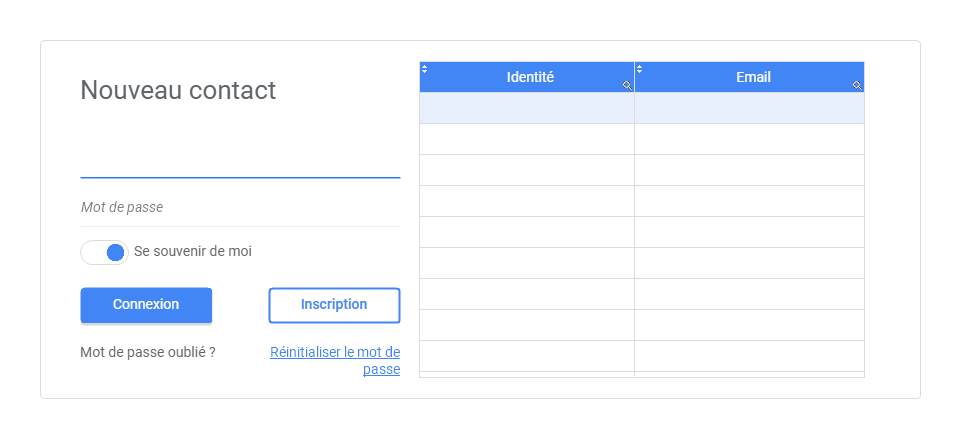 Nouveau contact
Identité
Email
Mot de passe
Se souvenir de moi
Connexion
Inscription
Mot de passe oublié ?
Réinitialiser le mot de
passe